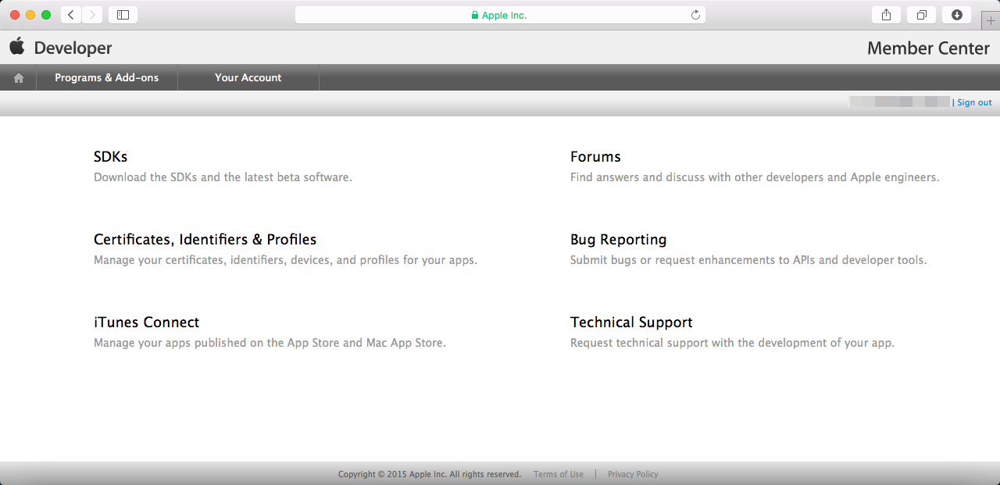 Apple Inc.
Developer
Member Center
Programs & Add-ons
Your Account
| Sign out
SDKs
Download the SDKs and the latest beta software.
Forums
Find answers and discuss with other developers and Apple engineers.
Certificates, Identifiers & Profiles
Manage your certificates, identifiers, devices, and profiles for your apps.
Bug Reporting
Submit bugs or request enhancements to APIs and developer tools.
iTunes Connect
Manage your apps published on the App Store and Mac App Store.
Technical Support
Request technical support with the development of your app.
Copyright © 2015 Apple Inc. All rights reserved. Terms of Use | Privacy Policy